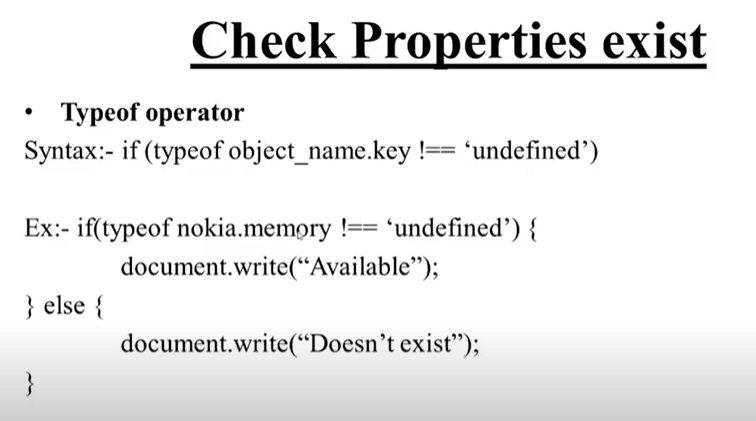 Check Properties exist
• Typeof operator
Syntax:- if (typeof object_name.key !== ‘undefined’)
Ex:- if(typeof nokia.memory !== ‘undefined’) {
document.write(“Available”);
} else {
document.write(“Doesn’t exist”);
}